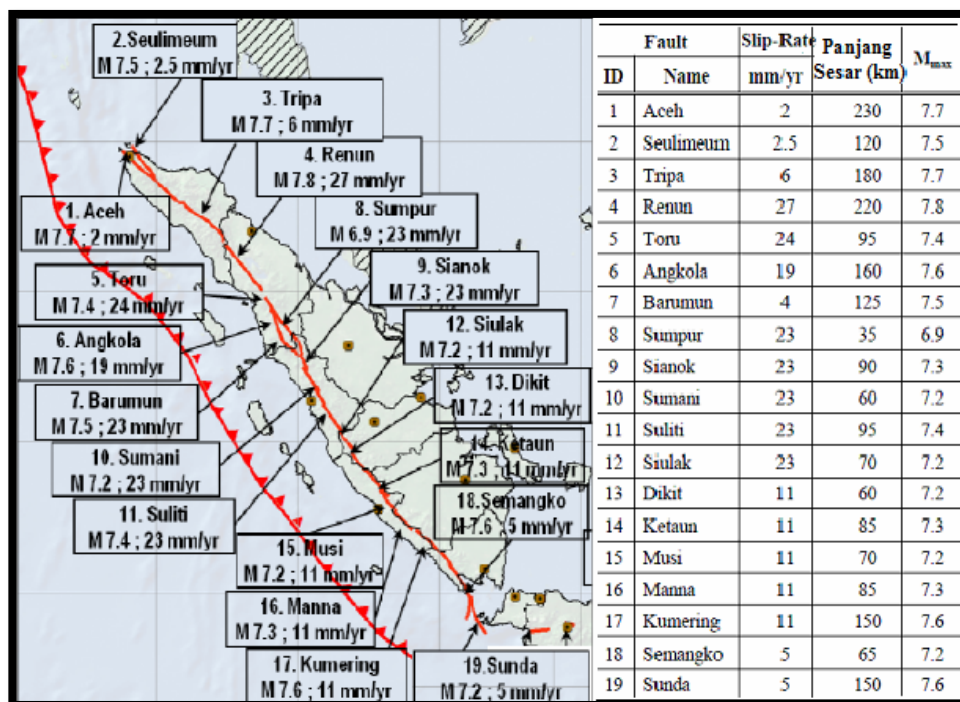 2.Seulimeum
M 7.5 ; 2.5 mm/yr
3. Tripa
M 7.7 ; 6 mm/yr
4. Renun
M 7.8 ; 27 mm/yr
1. Aceh
M 7.7 ; 2 mm/yr
8. Sumpur
M 6.9 ; 23 mm/yr
5. Toru
M 7.4 ; 24 mm/yr
9. Sianok
M 7.3 ; 23 mm/yr
6. Angkola
M 7.6 ; 19 mm/yr
12. Siulak
M 7.2 ; 11 mm/yr
7. Barumun
M 7.5 ; 23 mm/yr
13. Dikit
M 7.2 ; 11 mm/yr
10. Sumani
M 7.2 ; 23 mm/yr
14. Ketaun
M 7.3 ; 11 mm/yr
11. Suliti
M 7.4 ; 23 mm/yr
18.Semangko
M 7.6 ; 5 mm/yr
15. Musi
M 7.2 ; 11 mm/yr
16. Manna
M 7.3 ; 11 mm/yr
17. Kumering
M 7.6 ; 11 mm/yr
19.Sunda
M 7.2 ; 5 mm/yr
Fault Slip-Rate Panjang Sesar (km) Mmax
ID Name mm/yr
1 Aceh 2 230 7.7
2 Seulimeum 2.5 120 7.5
3 Tripa 6 180 7.7
4 Renun 27 220 7.8
5 Toru 24 95 7.4
6 Angkola 19 160 7.6
7 Barumun 4 125 7.5
8 Sumpur 23 35 6.9
9 Sianok 23 90 7.3
10 Sumani 23 60 7.2
11 Suliti 23 95 7.4
12 Siulak 23 70 7.2
13 Dikit 11 60 7.2
14 Ketaun 11 85 7.3
15 Musi 11 70 7.2
16 Manna 11 85 7.3
17 Kumering 11 150 7.6
18 Semangko 5 65 7.2
19 Sunda 5 150 7.6